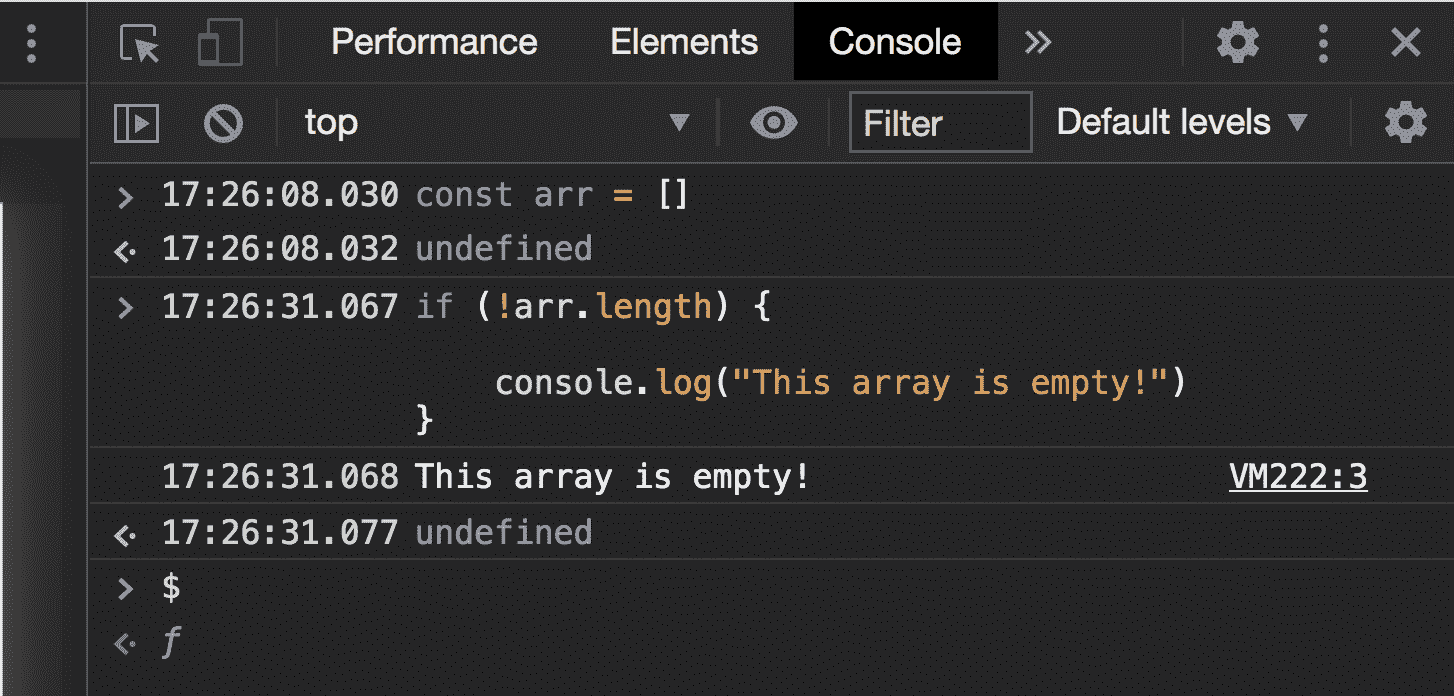 Performance Elements Console
top Filter Default levels
17:26:08.030 const arr = []
17:26:08.032 undefined
17:26:31.067 if (!arr.length) {
console.log("This array is empty!")
}
17:26:31.068 This array is empty! VM222:3
17:26:31.077 undefined
> $
ƒ